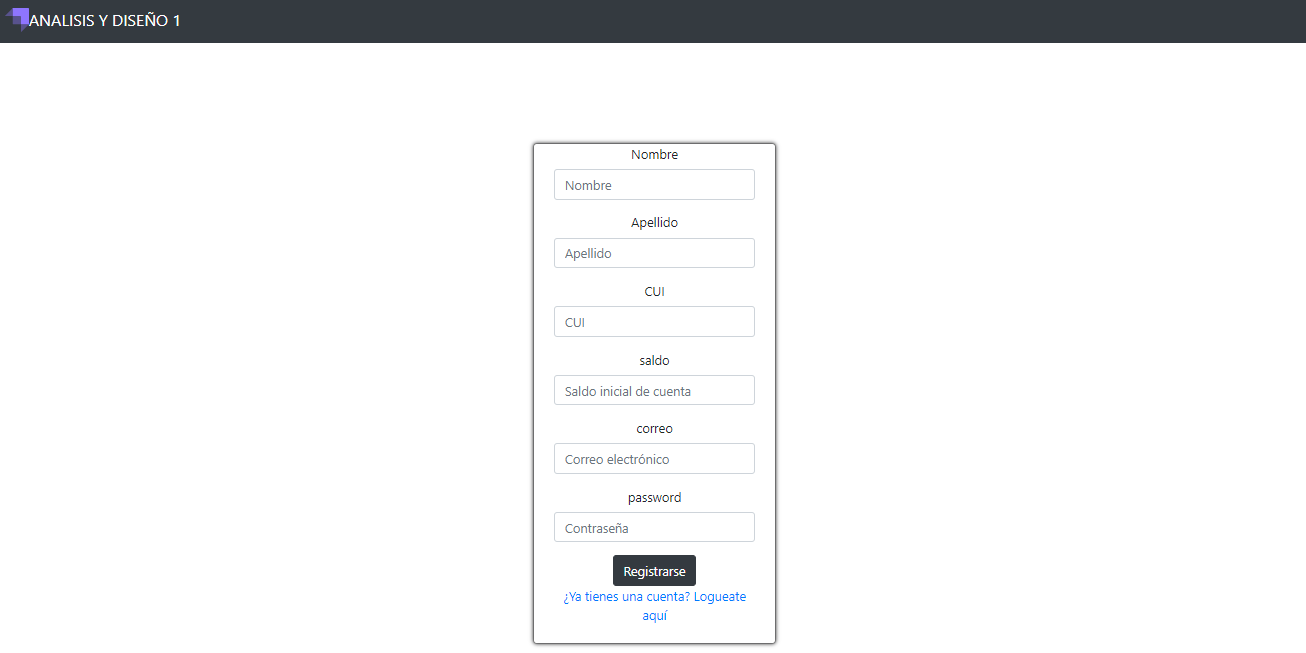 ANALISIS Y DISEÑO 1
Nombre
Nombre
Apellido
Apellido
CUI
CUI
saldo
Saldo inicial de cuenta
correo
Correo electrónico
password
Contraseña
Registrarse
¿Ya tienes una cuenta? Logueate
aquí